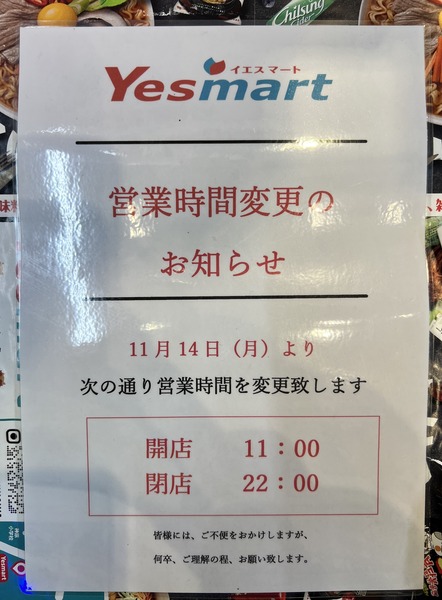 Chilsung
Cider
イエス マート
Yesmart
営業時間変更の
お知らせ
11月14日（月）より
次の通り営業時間を変更致します
開店 11：00
閉店 22：00
皆様には、ご不便をおかけしますが、
何卒、ご理解の程、お願い致します。
Yesmart